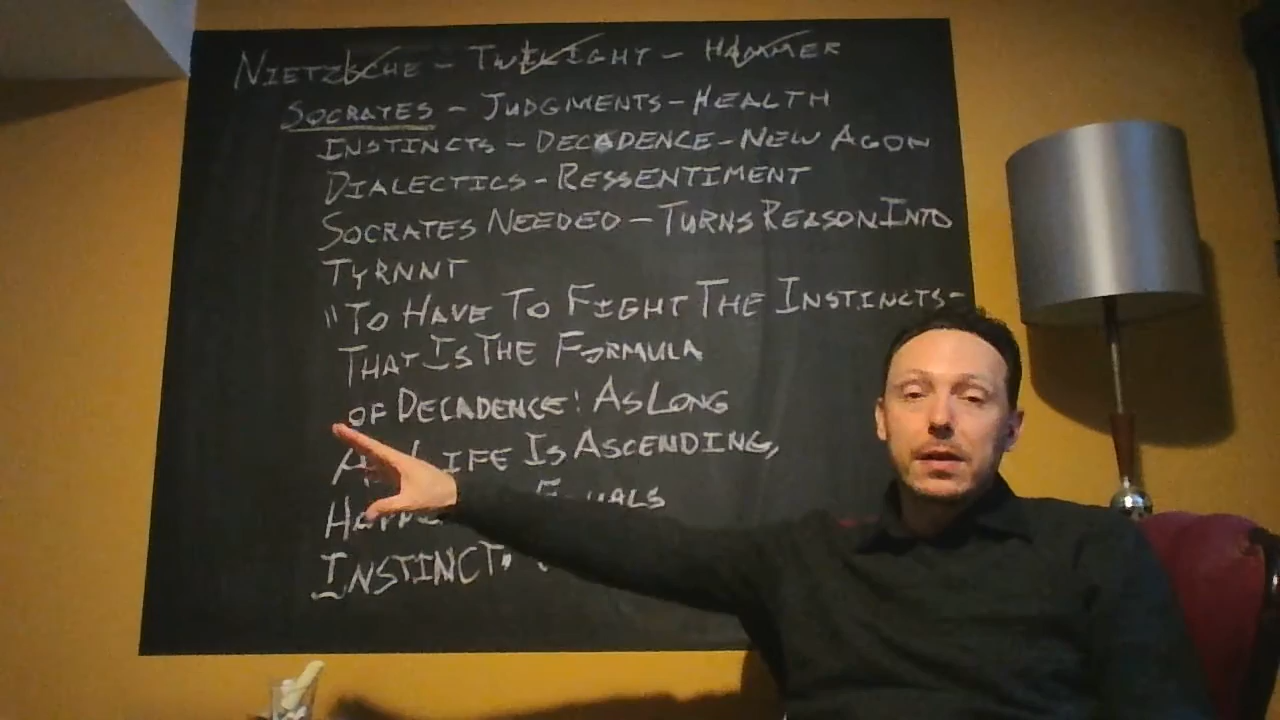 NIETZSCHE - TWILIGHT - HAMMER
SOCRATES - JUDGMENTS - HEALTH
INSTINCTS - DECADENCE - NEW AGON
DIALECTICS - RESSENTIMENT
SOCRATES NEEDED - TURNS REASON INTO
TYRNNT
"TO HAVE TO FIGHT THE INSTINCTS-
THAT IS THE FORMULA
OF DECADENCE: AS LONG
LIFE IS ASCENDING,
EQUALS
INSTINCT.